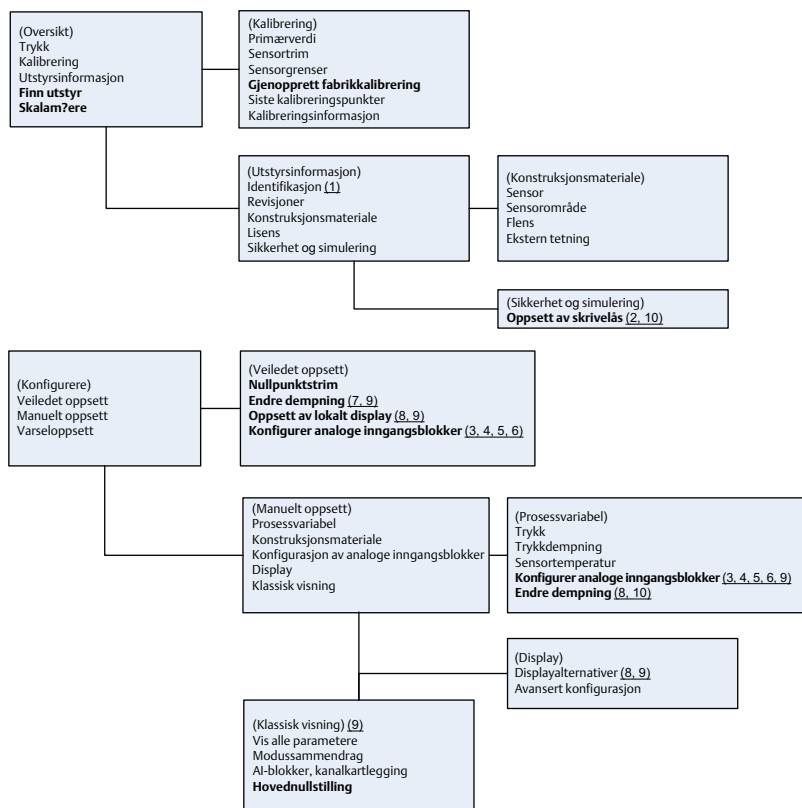 (Oversikt)
Trykk
Kalibrering
Utstyrsinformasjon
Finn utstyr
Skalam?ere
(Kalibrering)
Primærverdi
Sensortrim
Sensorgrenser
Gjenopprett fabrikkalibrering
Siste kalibreringspunkter
Kalibreringsinformasjon
(Utstyrsinformasjon)
Identifikasjon (1)
Revisjoner
Konstruksjonsmateriale
Lisens
Sikkerhet og simulering
(Konstruksjonsmateriale)
Sensor
Sensorområde
Flens
Ekstern tetning
(Sikkerhet og simulering)
Oppsett av skrivelås (2, 10)
(Konfigurere)
Veiledet oppsett
Manuelt oppsett
Varseloppsett
(Veiledet oppsett)
Nullpunktstrim
Endre dempning (7, 9)
Oppsett av lokalt display (8, 9)
Konfigurer analoge inngangsblokker (3, 4, 5, 6)
(Manuelt oppsett)
Prosessvariabel
Konstruksjonsmateriale
Konfigurasjon av analoge inngangsblokker
Display
Klassisk visning
(Prosessvariabel)
Trykk
Trykkdempning
Sensortemperatur
Konfigurer analoge inngangsblokker (3, 4, 5, 6, 9)
Endre dempning (8, 10)
(Display)
Displayalternativer (8, 9)
Avansert konfigurasjon
(Klassisk visning) (9)
Vis alle parametere
Modussammendrag
AI-blokker, kanalkartlegging
Hovednullstilling